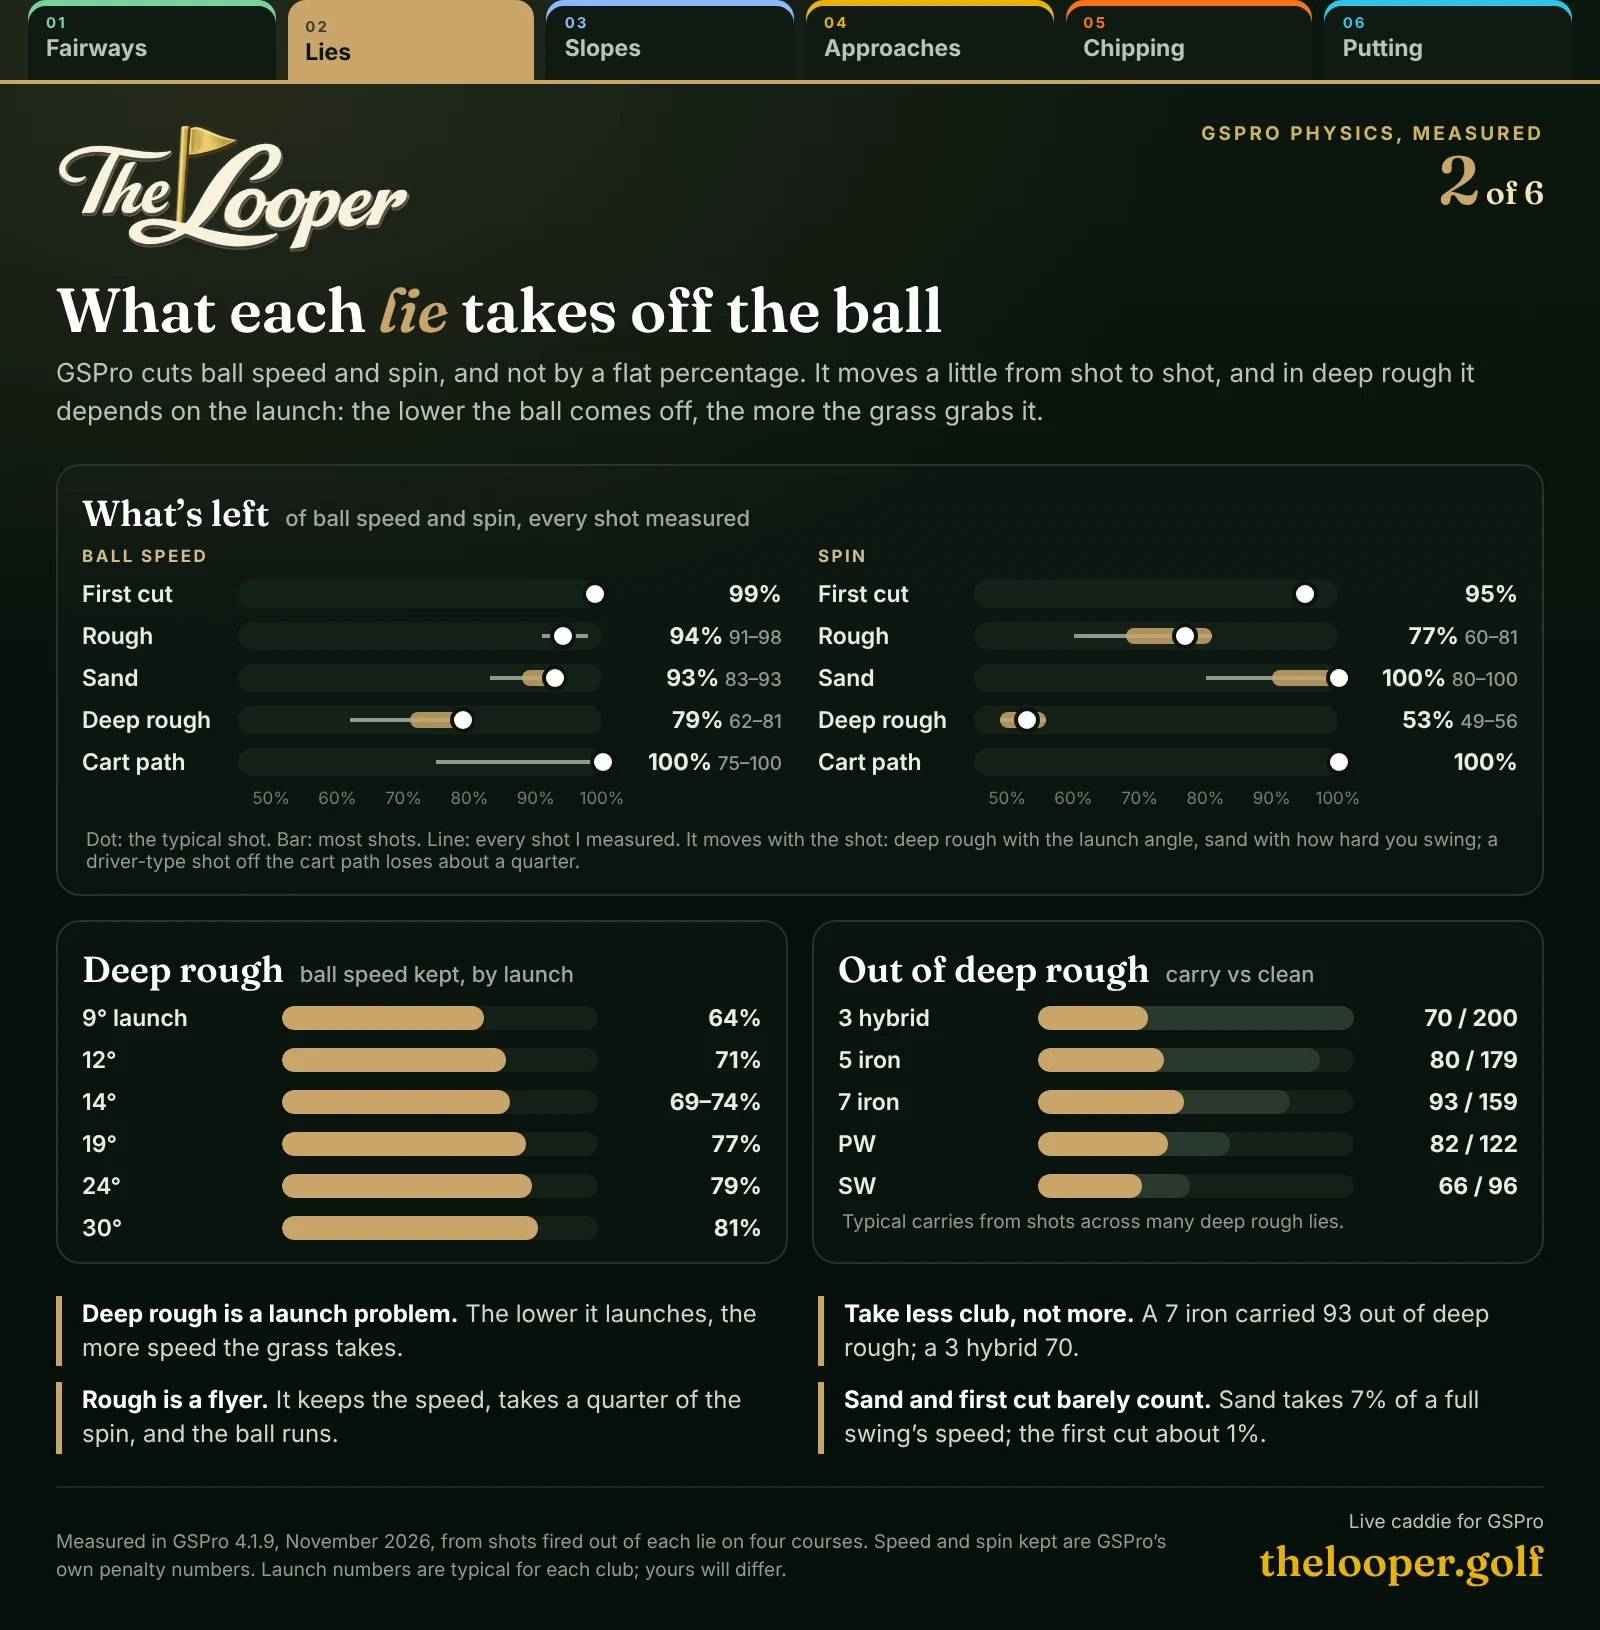 01
Fairways
02
Lies
03
Slopes
04
Approaches
05
Chipping
06
Putting
The Looper
GSPRO PHYSICS, MEASURED
2 of 6
What each lie takes off the ball
GSPro cuts ball speed and spin, and not by a flat percentage. It moves a little from shot to shot, and in deep rough it
depends on the launch: the lower the ball comes off, the more the grass grabs it.
What's left of ball speed and spin, every shot measured
BALL SPEED
First cut 99%
Rough 94% 91–98
Sand 93% 83–93
Deep rough 79% 62–81
Cart path 100% 75–100
50% 60% 70% 80% 90% 100%
SPIN
First cut 95%
Rough 77% 60–81
Sand 100% 80–100
Deep rough 53% 49–56
Cart path 100%
50% 60% 70% 80% 90% 100%
Dot: the typical shot. Bar: most shots. Line: every shot I measured. It moves with the shot: deep rough with the launch angle, sand with how hard you swing; a
driver-type shot off the cart path loses about a quarter.
Deep rough ball speed kept, by launch
9° launch 64%
12° 71%
14° 69–74%
19° 77%
24° 79%
30° 81%
Out of deep rough carry vs clean
3 hybrid 70 / 200
5 iron 80 / 179
7 iron 93 / 159
PW 82 / 122
SW 66 / 96
Typical carries from shots across many deep rough lies.
Deep rough is a launch problem. The lower it launches, the
more speed the grass takes.
Take less club, not more. A 7 iron carried 93 out of deep
rough; a 3 hybrid 70.
Rough is a flyer. It keeps the speed, takes a quarter of the
spin, and the ball runs.
Sand and first cut barely count. Sand takes 7% of a full
swing's speed; the first cut about 1%.
Measured in GSPro 4.1.9, November 2026, from shots fired out of each lie on four courses. Speed and spin kept are GSPro's
own penalty numbers. Launch numbers are typical for each club; yours will differ.
Live caddie for GSPro
thelooper.golf